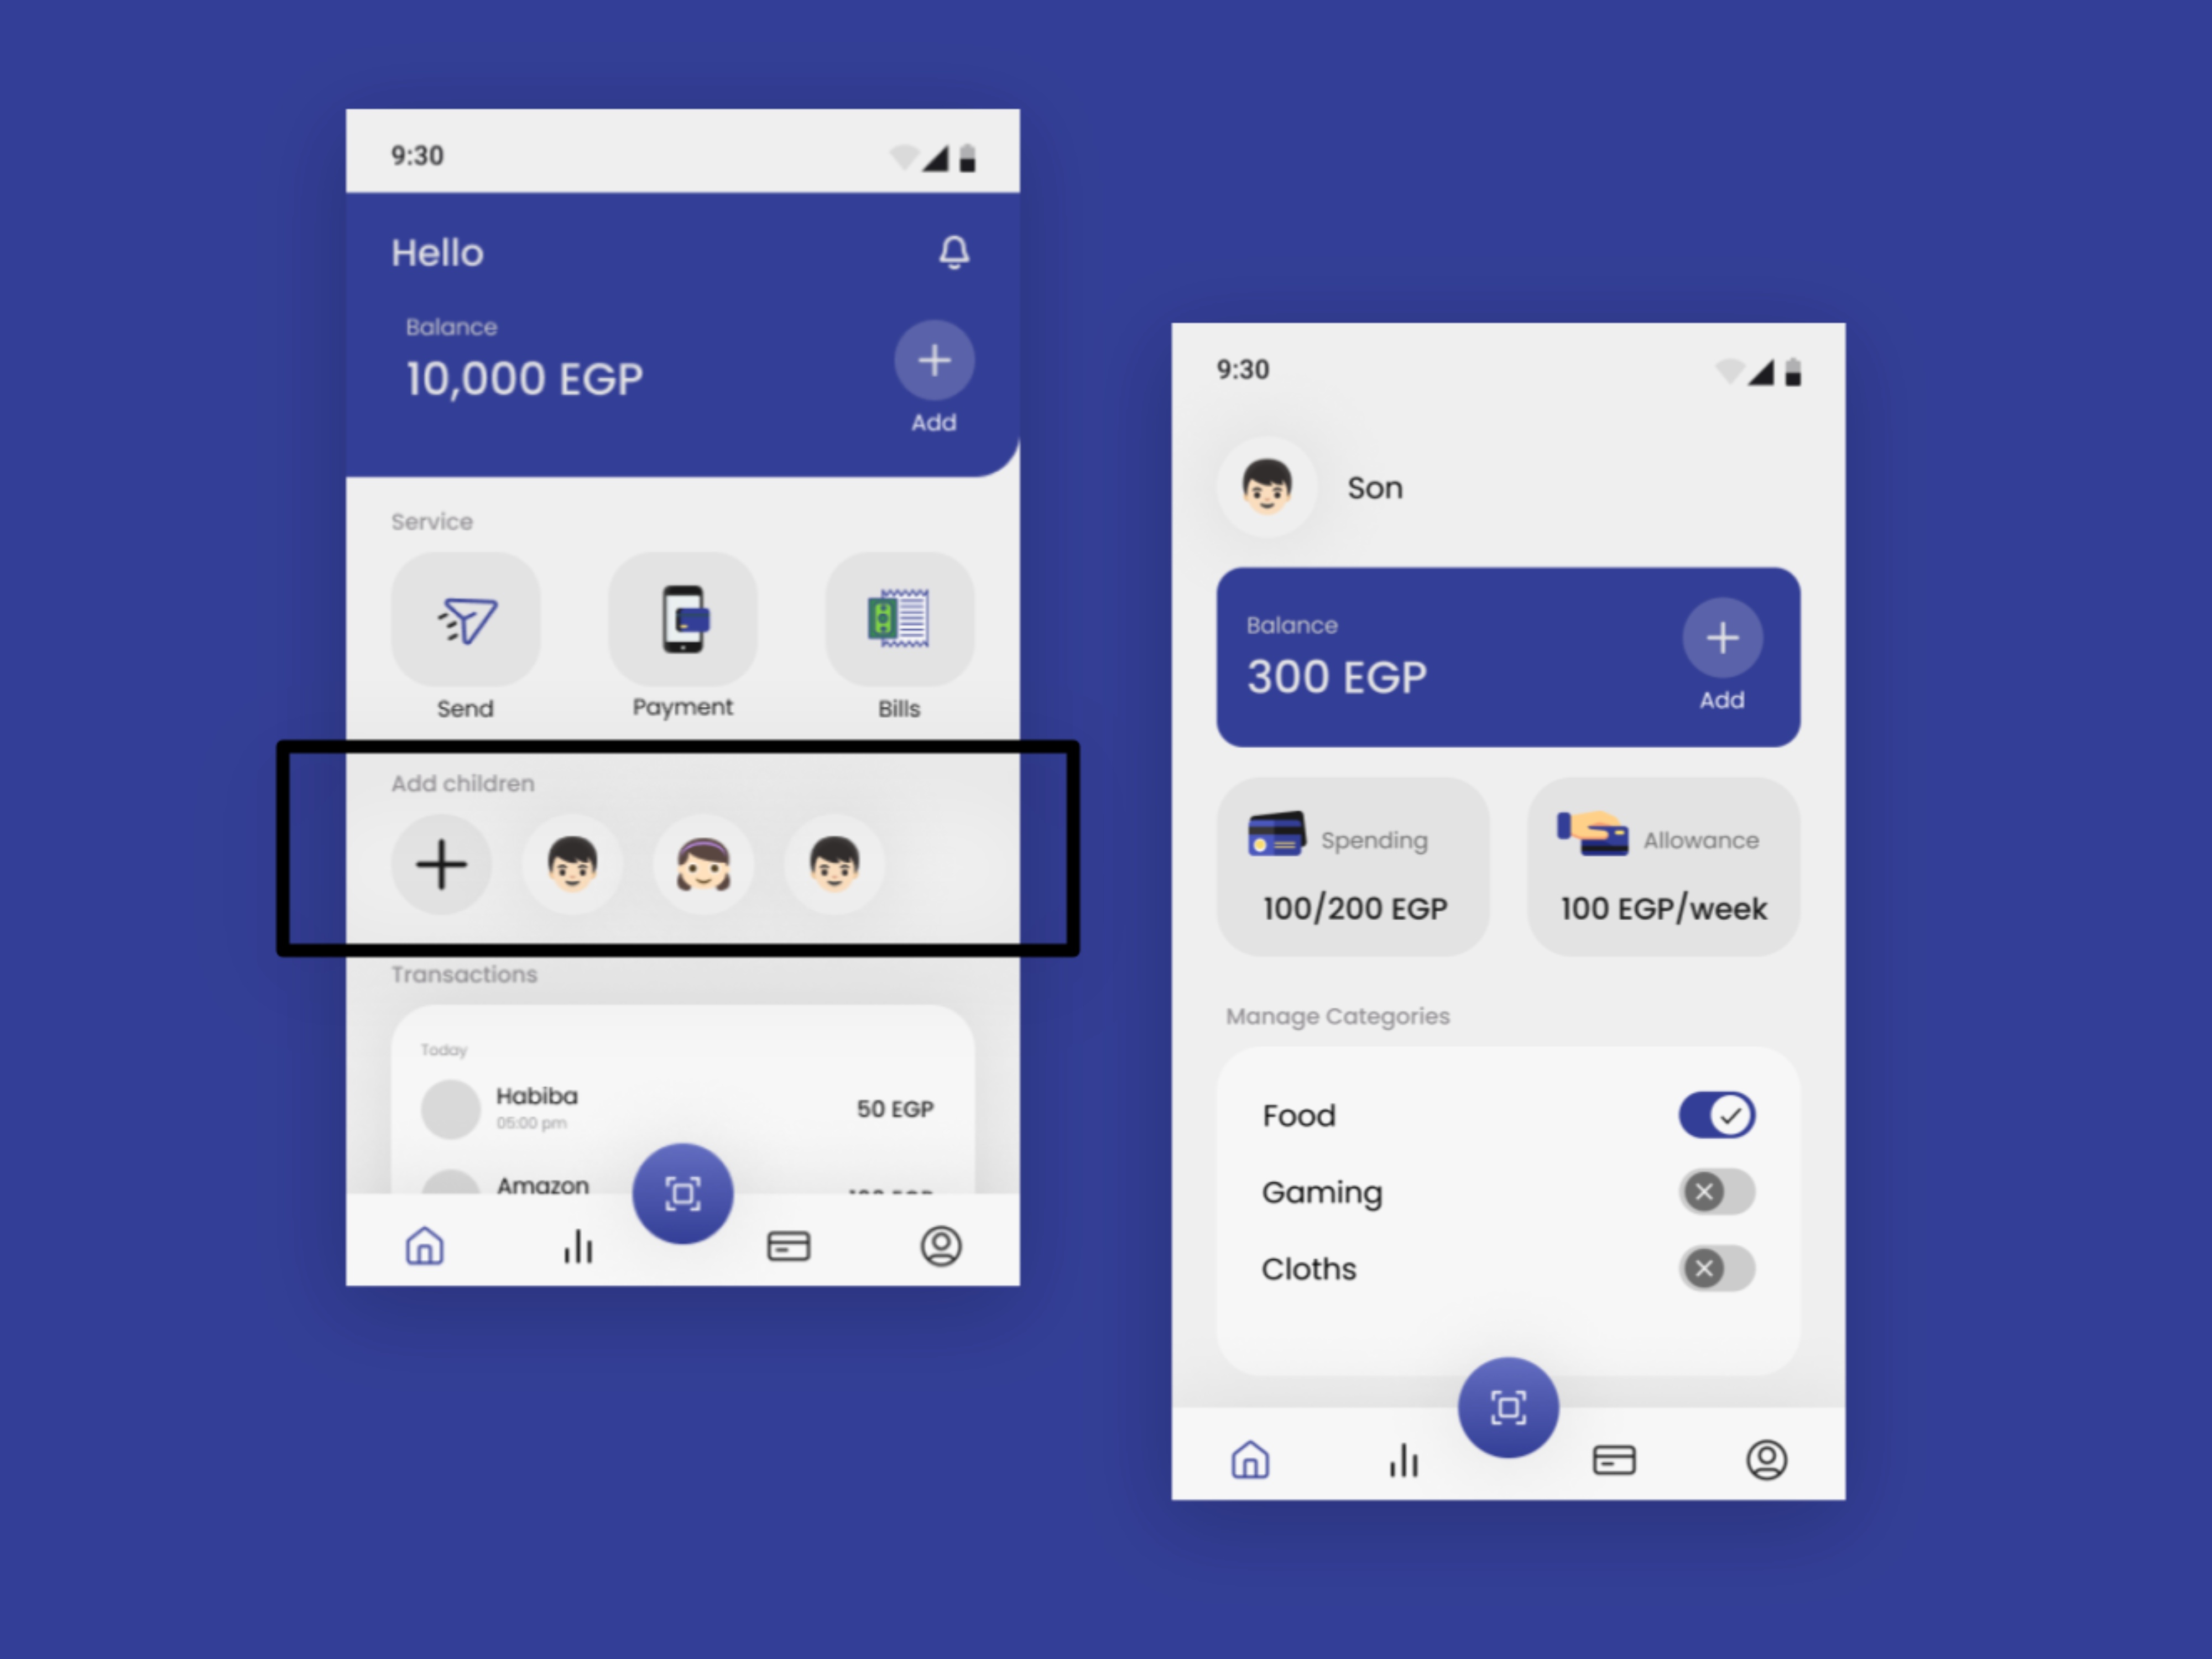 9:30
Hello
Balance
10,000 EGP
Add
Service
Send
Payment
Bills
Add children
Transactions
Today
Habiba
05:00 pm
50 EGP
Amazon
9:30
Son
Balance
300 EGP
Add
Spending
100/200 EGP
Allowance
100 EGP/week
Manage Categories
Food
Gaming
Cloths